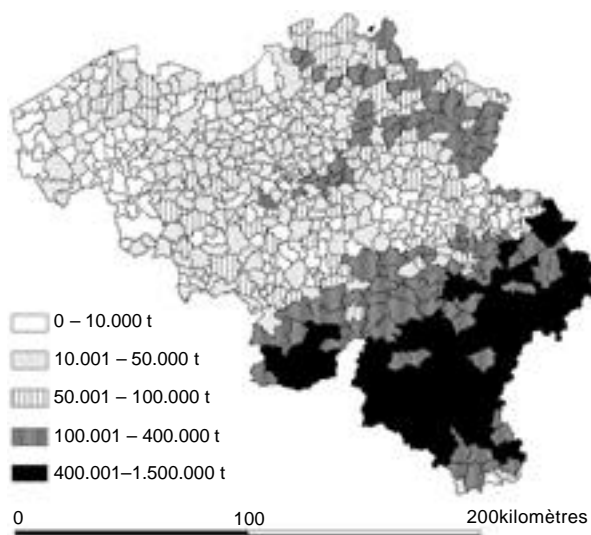 0 – 10.000 t
10.001 – 50.000 t
50.001 – 100.000 t
100.001 – 400.000 t
400.001–1.500.000 t
0 100 200kilomètres